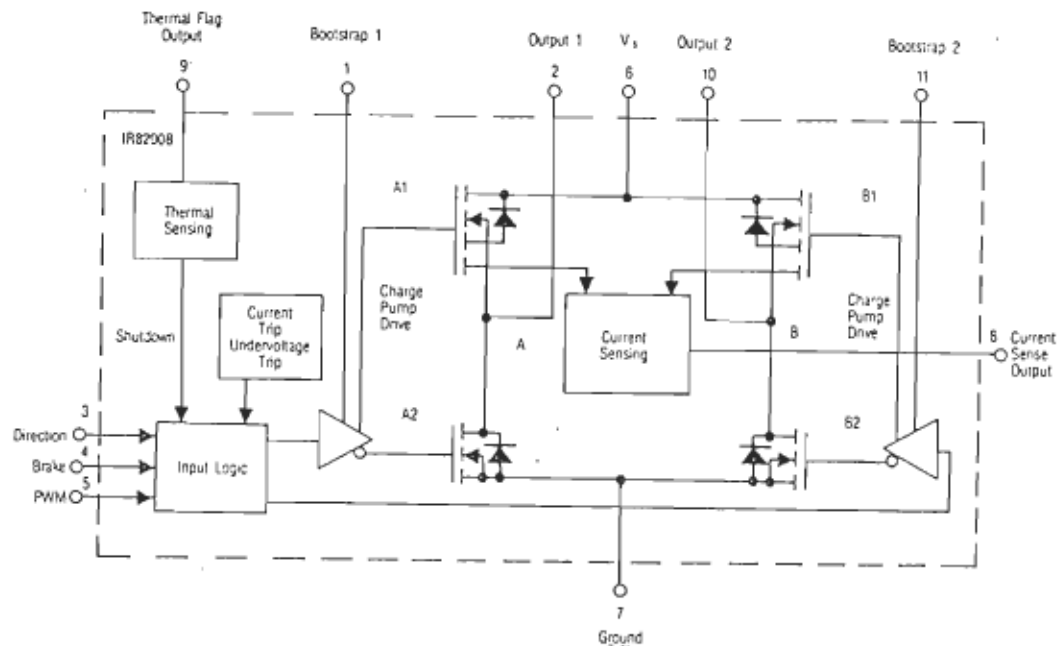 Thermal Flag
Output
Bootstrap 1
Output 1
Vs
Output 2
Bootstrap 2
9
1
2
6
10
11
IR8200B
Thermal
Sensing
A1
B1
Shutdown
Current
Trip
Undervoltage
Trip
Charge
Pump
Drive
A
Current
Sensing
B
Charge
Pump
Drive
6 Current
Sense
Output
A2
B2
3
Direction
4
Brake
5
PWM
Input Logic
7
Ground